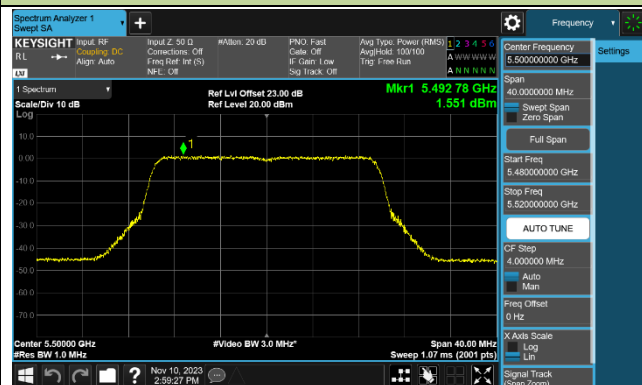 Spectrum Analyzer 1
Swept SA
+
Frequency
KEYSIGHT
RL
LXI
Input: RF
Coupling: DC
Align: Auto
Input Z: 50 Ω
Corrections: Off
Freq Ref: Int (S)
NFE: Off
#Atten: 20 dB
PNO: Fast
Gate: Off
IF Gain: Low
Sig Track: Off
Avg Type: Power (RMS)
Avg|Hold: 100/100
Trig: Free Run
1 2 3 4 5 6
A W W W W W
A N N N N N
1 Spectrum
Scale/Div 10 dB
Log
Ref Lvl Offset 23.00 dB
Ref Level 20.00 dBm
Mkr1 5.492 78 GHz
1.551 dBm
10.0
0.00
-10.0
-20.0
-30.0
-40.0
-50.0
-60.0
-70.0
1
Center 5.50000 GHz
#Res BW 1.0 MHz
#Video BW 3.0 MHz*
Span 40.00 MHz
Sweep 1.07 ms (2001 pts)
Nov 10, 2023
2:59:27 PM
Center Frequency
5.500000000 GHz
Settings
Span
40.0000000 MHz
Swept Span
Zero Span
Full Span
Start Freq
5.480000000 GHz
Stop Freq
5.520000000 GHz
AUTO TUNE
CF Step
4.000000 MHz
Auto
Man
Freq Offset
0 Hz
X Axis Scale
Log
Lin
Signal Track
(Span Zoom)